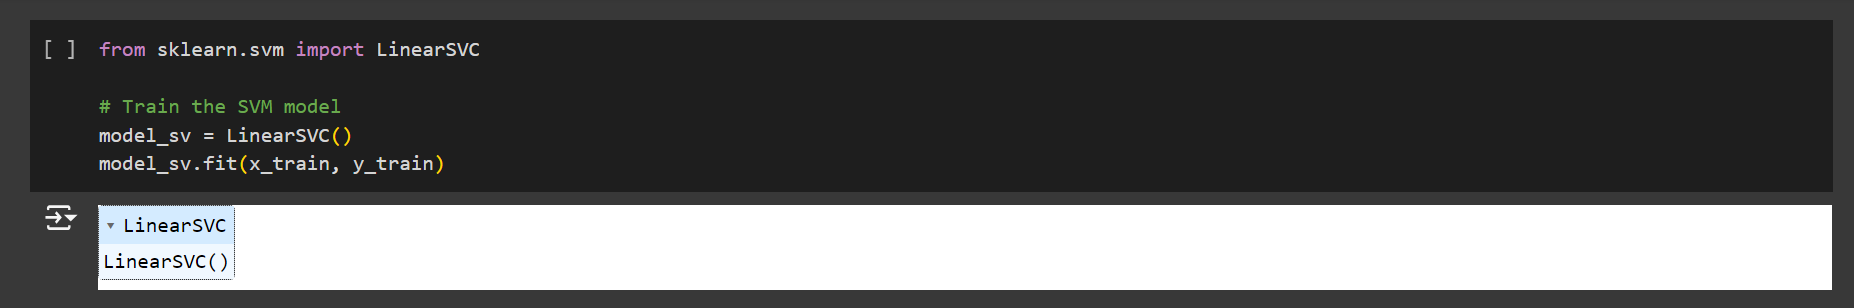 [ ] from sklearn.svm import LinearSVC
# Train the SVM model
model_sv = LinearSVC()
model_sv.fit(x_train, y_train)
▾ LinearSVC
LinearSVC()